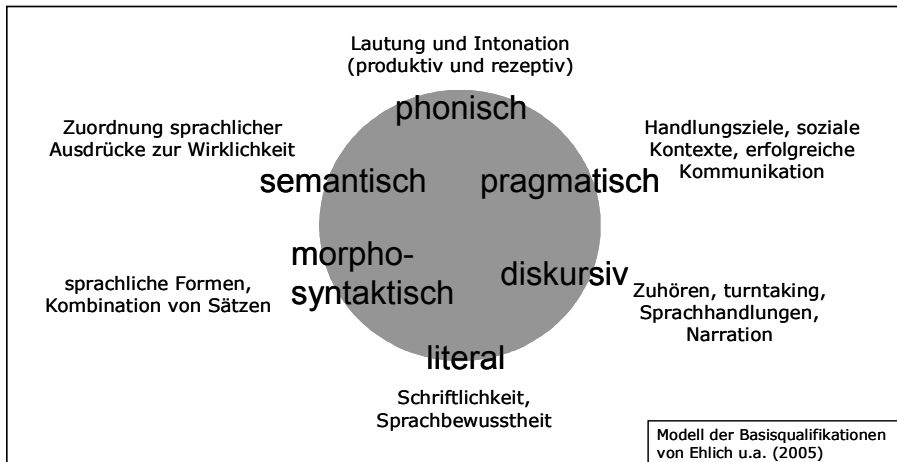 Lautung und Intonation
(produktiv und rezeptiv)
phonisch
Zuordnung sprachlicher
Ausdrücke zur Wirklichkeit
semantisch
Handlungsziele, soziale
Kontexte, erfolgreiche
Kommunikation
pragmatisch
morpho-
syntaktisch
sprachliche Formen,
Kombination von Sätzen
diskursiv
Zuhören, turntaking,
Sprachhandlungen,
Narration
literal
Schriftlichkeit,
Sprachbewusstheit
Modell der Basisqualifikationen
von Ehlich u.a. (2005)